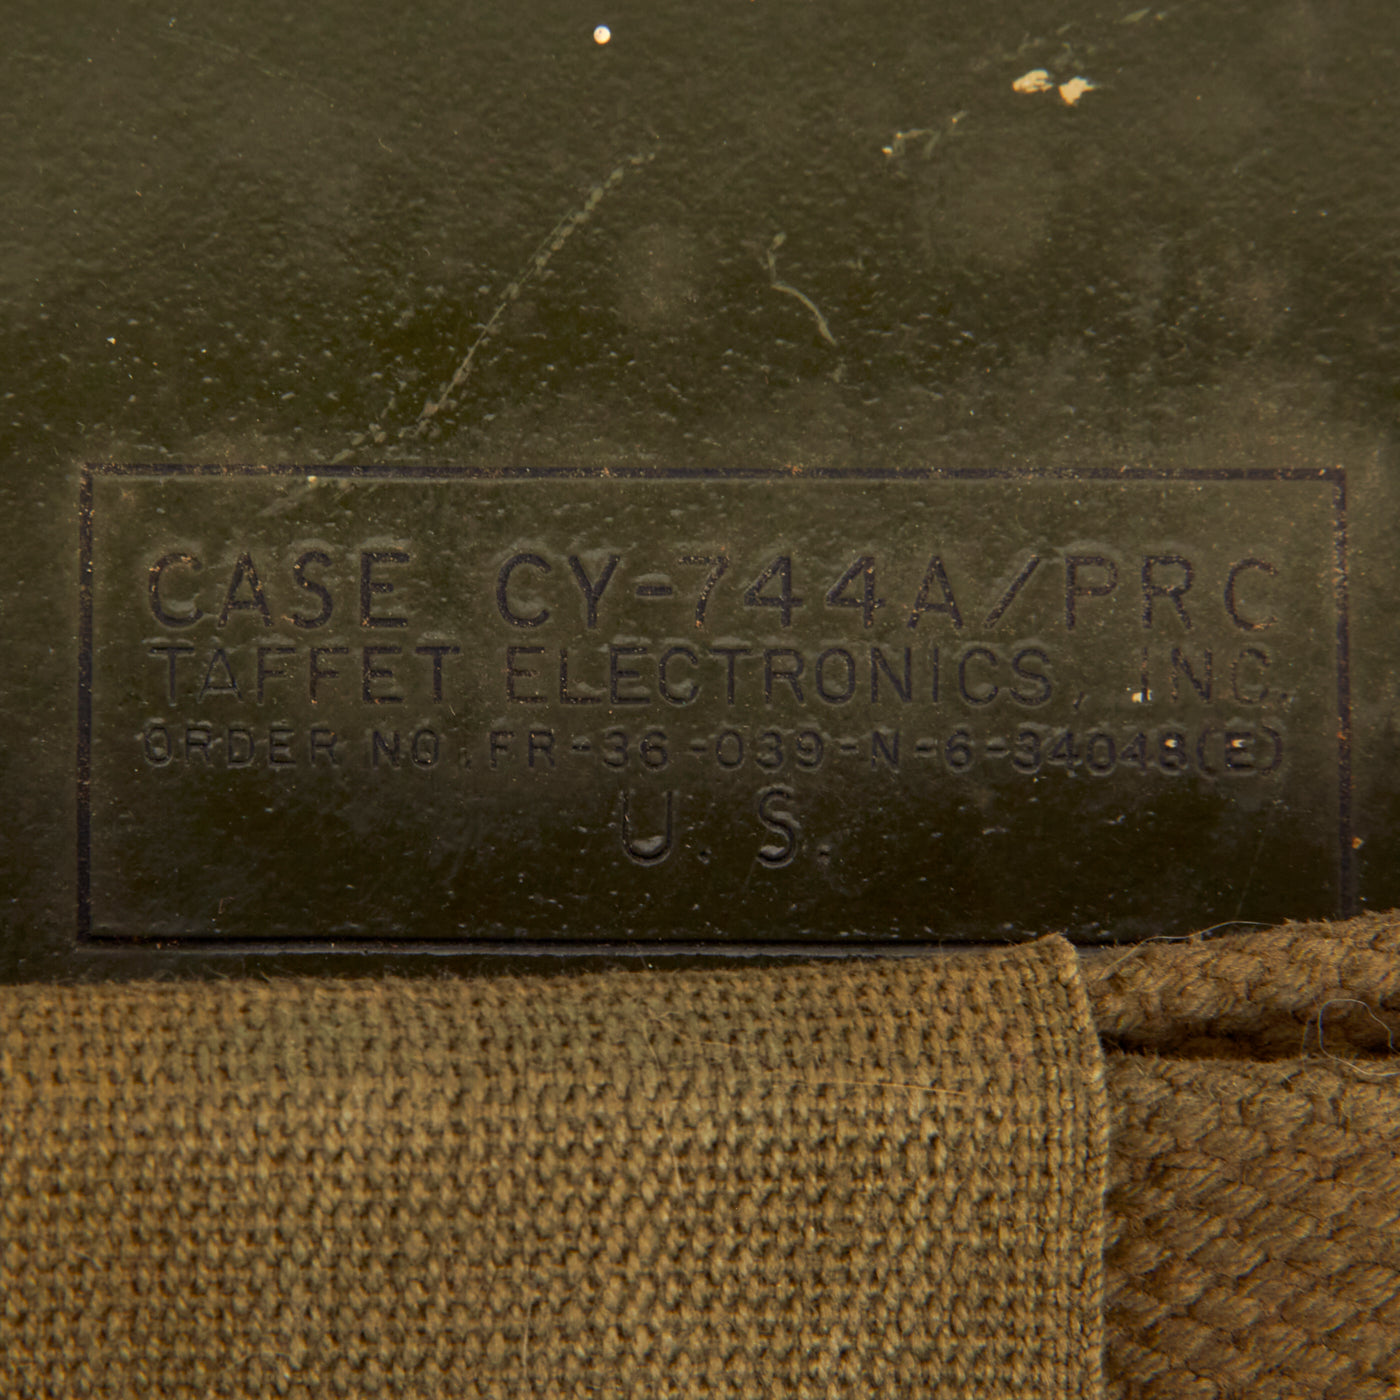 CASE CY-744A/PRC
TAFFET ELECTRONICS, INC.
ORDER NO. FR-36-039-N-6-34048(E)
U. S.